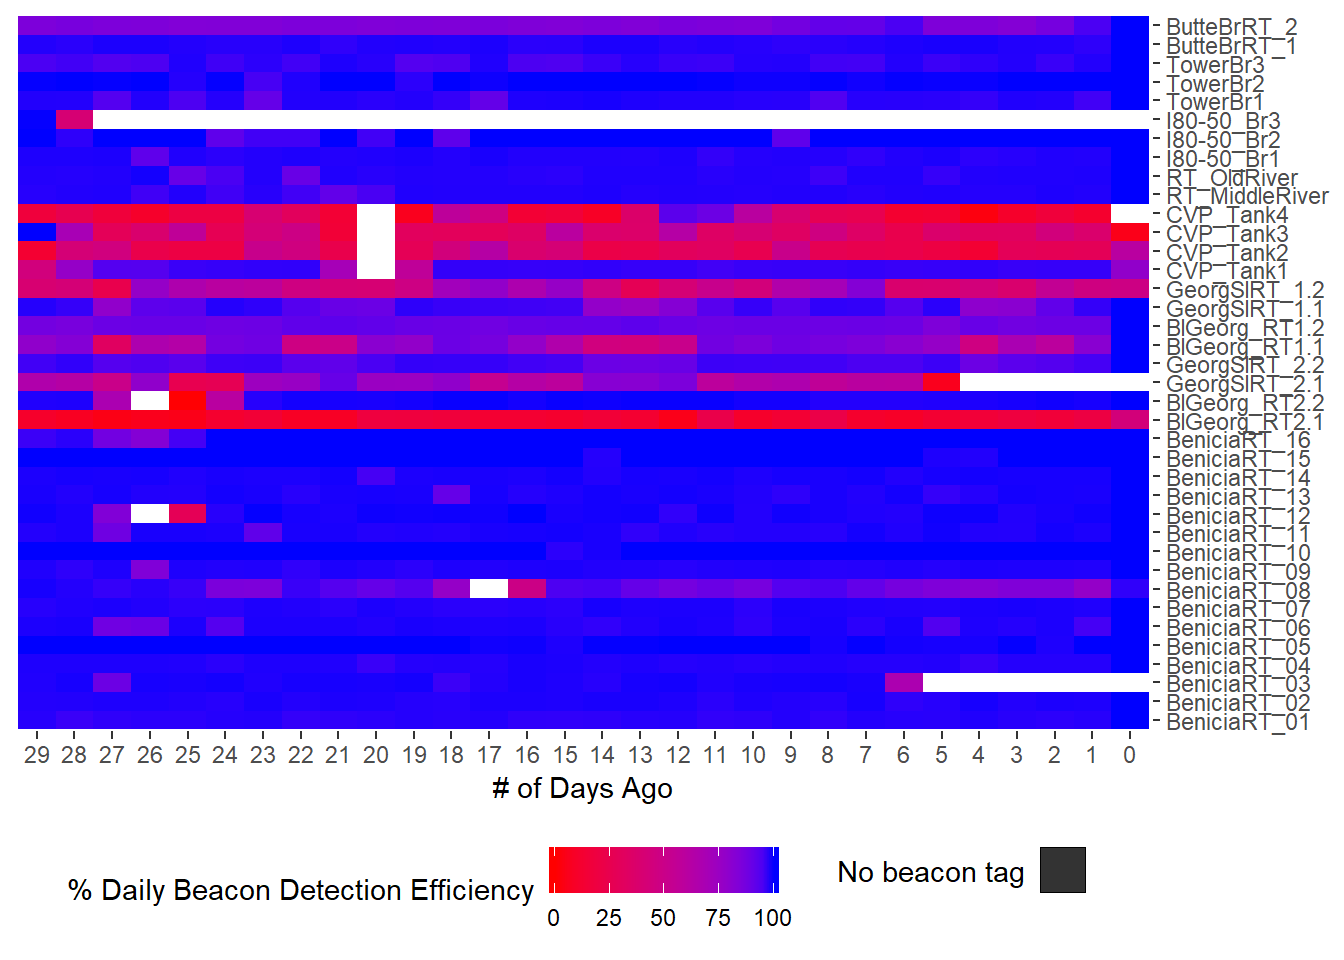 ButteBrRT_2
ButteBrRT_1
TowerBr3
TowerBr2
TowerBr1
I80-50_Br3
I80-50_Br2
I80-50_Br1
RT_OldRiver
RT_MiddleRiver
CVP_Tank4
CVP_Tank3
CVP_Tank2
CVP_Tank1
GeorgSlRT_1.2
GeorgSlRT_1.1
BlGeorg_RT1.2
BlGeorg_RT1.1
GeorgSlRT_2.2
GeorgSlRT_2.1
BlGeorg_RT2.2
BlGeorg_RT2.1
BeniciaRT_16
BeniciaRT_15
BeniciaRT_14
BeniciaRT_13
BeniciaRT_12
BeniciaRT_11
BeniciaRT_10
BeniciaRT_09
BeniciaRT_08
BeniciaRT_07
BeniciaRT_06
BeniciaRT_05
BeniciaRT_04
BeniciaRT_03
BeniciaRT_02
BeniciaRT_01
29 28 27 26 25 24 23 22 21 20 19 18 17 16 15 14 13 12 11 10 9 8 7 6 5 4 3 2 1 0
# of Days Ago
% Daily Beacon Detection Efficiency
0 25 50 75 100
No beacon tag